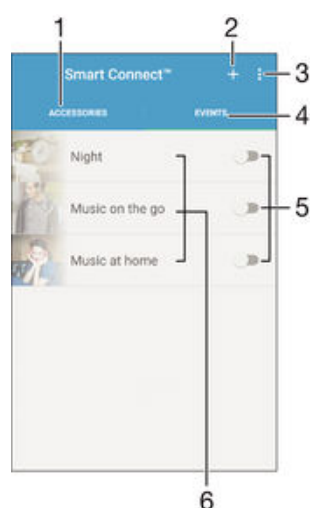 1
2
Smart Connect™
3
ACCESSORIES
EVENTS
4
Night
Music on the go
5
Music at home
6